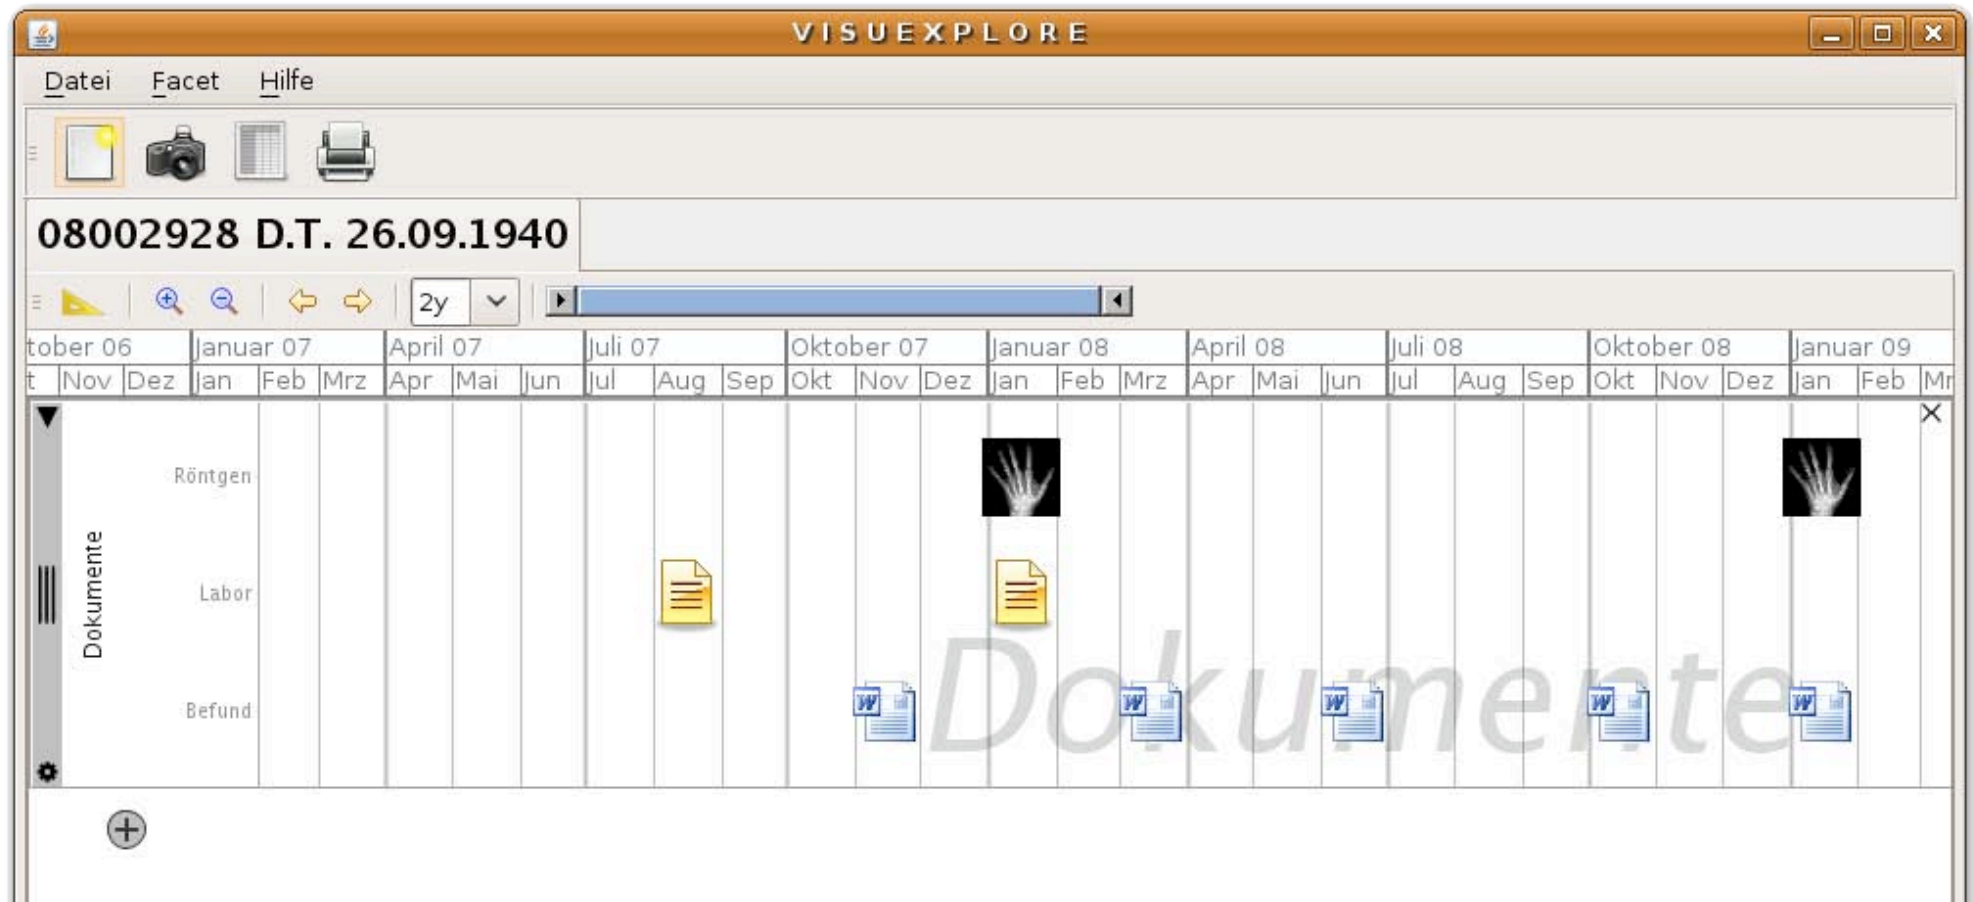 VISUEXPLORE
Datei Facet Hilfe
08002928 D.T. 26.09.1940
2y
tober 06 Januar 07 April 07 Juli 07 Oktober 07 Januar 08 April 08 Juli 08 Oktober 08 Januar 09
t Nov Dez Jan Feb Mrz Apr Mai Jun Jul Aug Sep Okt Nov Dez Jan Feb Mrz Apr Mai Jun Jul Aug Sep Okt Nov Dez Jan Feb Mr
Röntgen
Dokumente
Labor
Dokumente
Befund
W W W W W